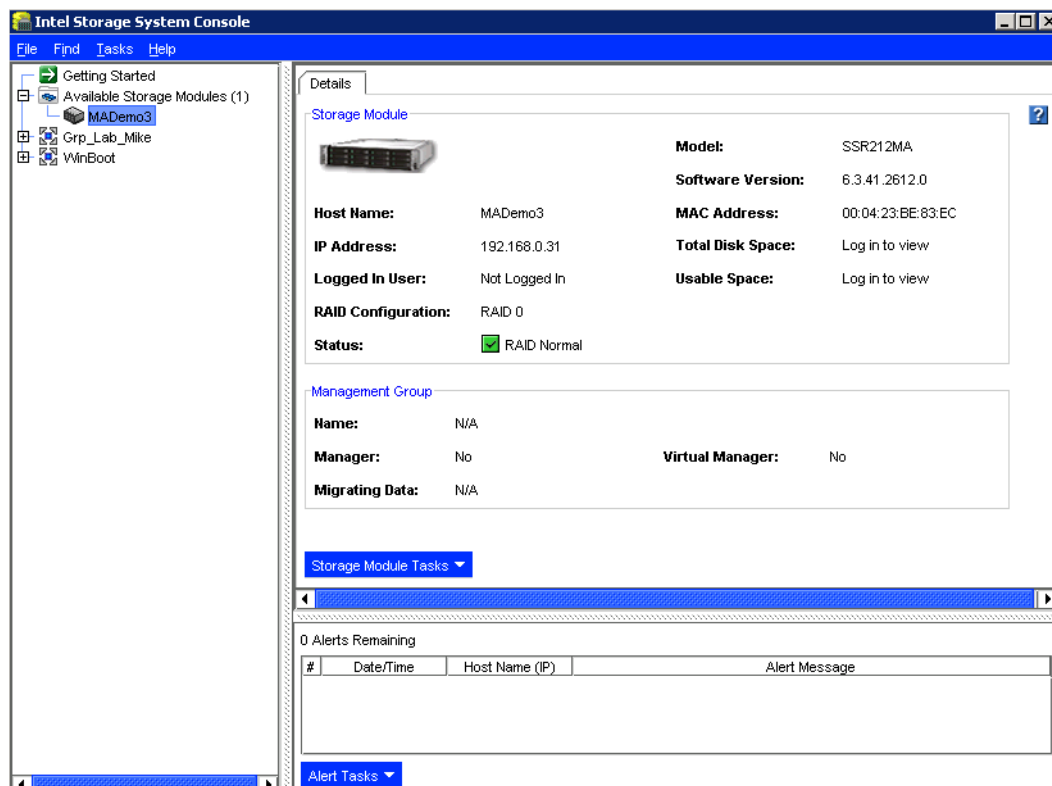 Intel Storage System Console
File Find Tasks Help
Getting Started
Available Storage Modules (1)
MADemo3
Grp_Lab_Mike
WinBoot
Details
Storage Module
?
Model: SSR212MA
Software Version: 6.3.41.2612.0
Host Name: MADemo3 MAC Address: 00:04:23:BE:83:EC
IP Address: 192.168.0.31 Total Disk Space: Log in to view
Logged In User: Not Logged In Usable Space: Log in to view
RAID Configuration: RAID 0
Status: RAID Normal
Management Group
Name: N/A
Manager: No Virtual Manager: No
Migrating Data: N/A
Storage Module Tasks
0 Alerts Remaining
# Date/Time Host Name (IP) Alert Message
Alert Tasks